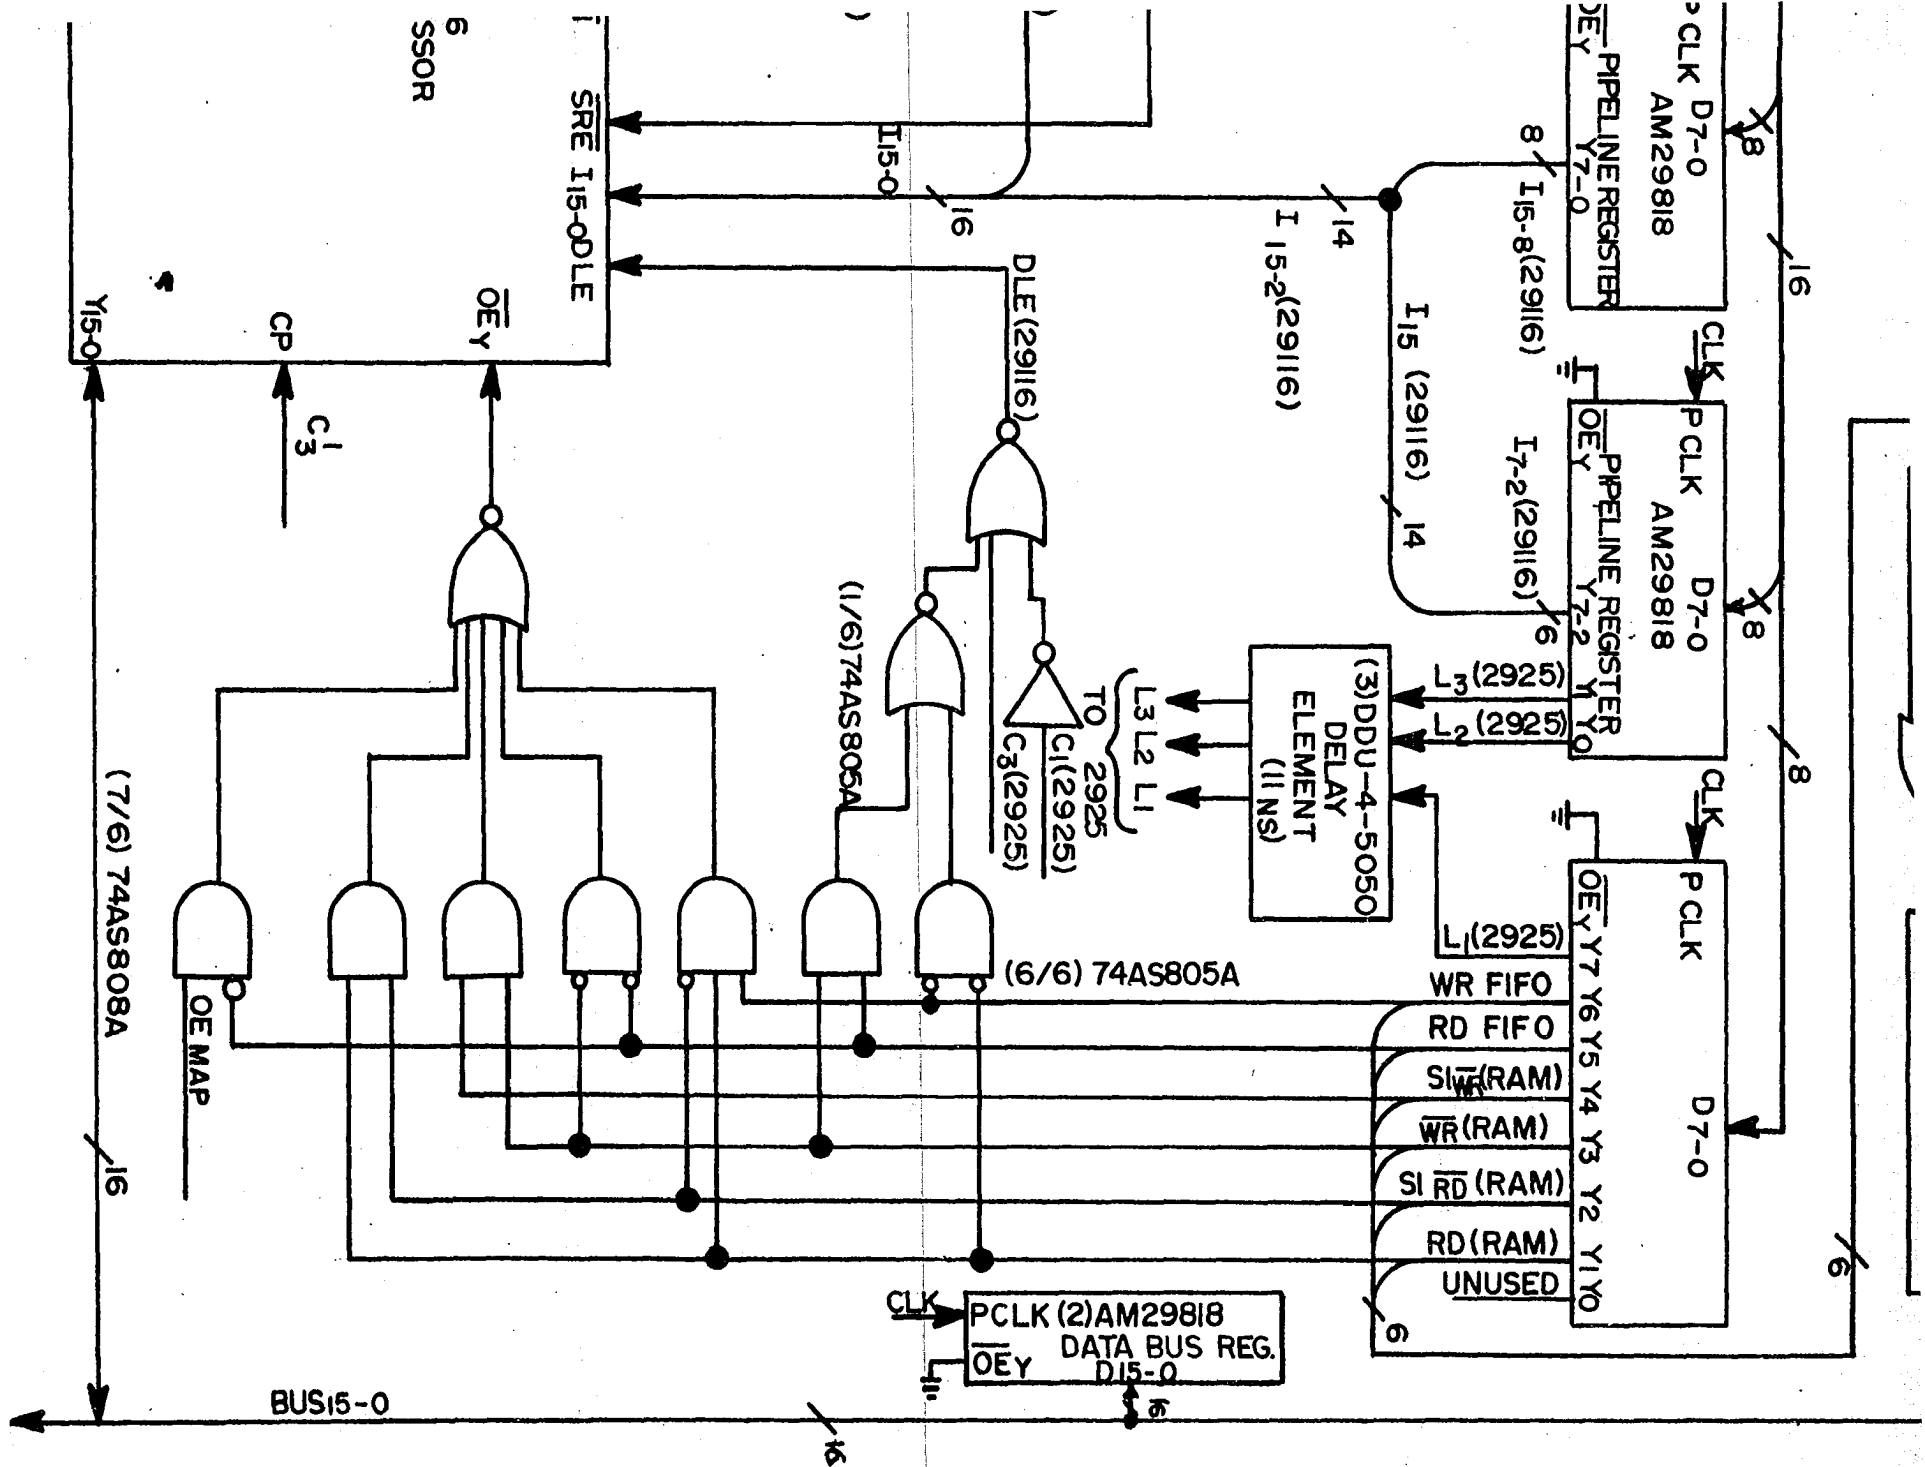 6
SSOR
SRE
I15-0
DLE
OEY
CP
Y15-0
C'3
I15-0
16
14
I 15-2(29116)
DLE(29116)
I15 (29116)
14
8
I15-8(29116)
OEY
PCLK
D7-0
AM29818
PIPELINE REGISTER
Y7-0
8
16
CLK
PCLK
D7-0
AM29818
OEY
PIPELINE REGISTER
Y7-2 Y1 Y0
8
I7-2(29116)
6
L3(2925)
L2(2925)
(3)DDU-4-5050
DELAY
ELEMENT
(11NS)
L3 L2 L1
TO 2925
C1(2925)
C3(2925)
(1/6)74AS805A
(7/6)74AS808A
(6/6) 74AS805A
8
CLK
PCLK
D7-0
OEY
Y7 Y6 Y5 Y4 Y3 Y2 Y1 Y0
L1(2925)
WR FIFO
RD FIFO
SIWR(RAM)
WR(RAM)
SI RD (RAM)
RD(RAM)
UNUSED
6
6
OE MAP
16
CLK
PCLK (2)AM29818
DATA BUS REG.
OEY
D15-0
16
BUS15-0
16